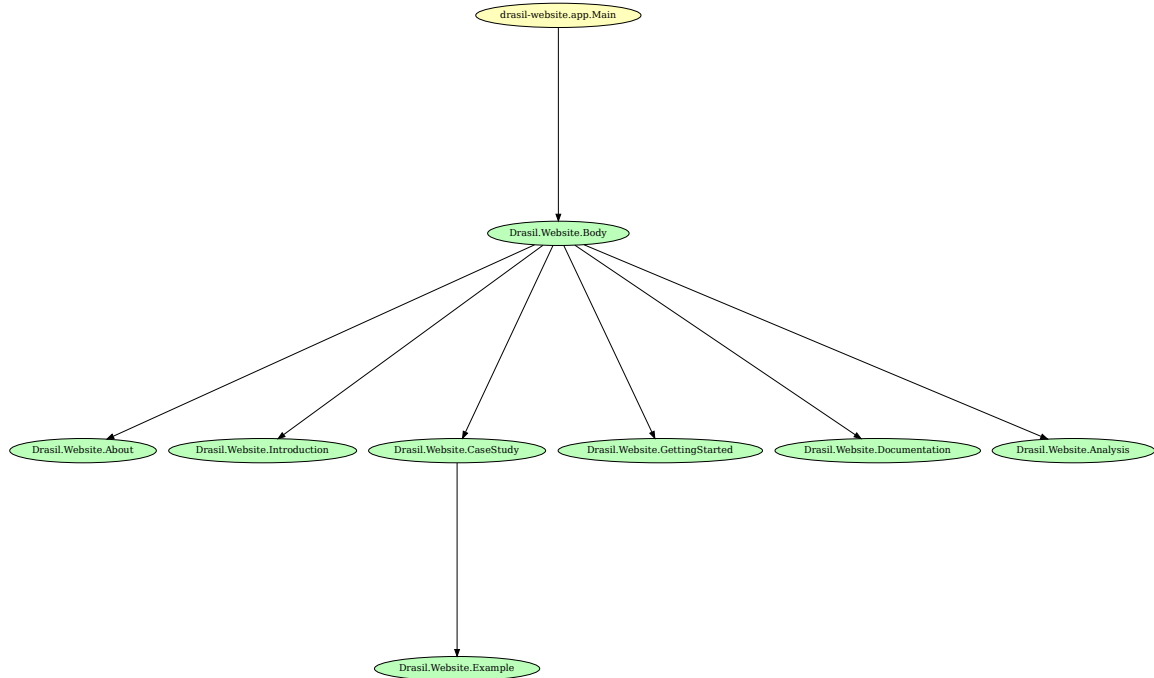 drasil-website.app.Main
Drasil.Website.Body
Drasil.Website.About
Drasil.Website.Introduction
Drasil.Website.CaseStudy
Drasil.Website.GettingStarted
Drasil.Website.Documentation
Drasil.Website.Analysis
Drasil.Website.Example